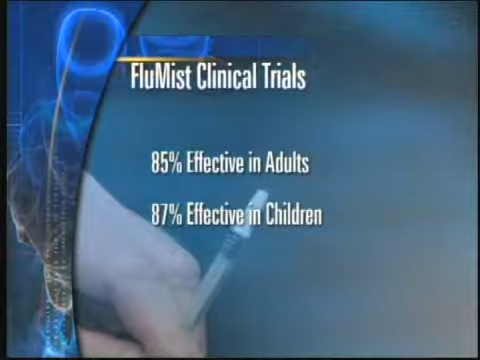 FluMist Clinical Trials
85% Effective in Adults
87% Effective in Children